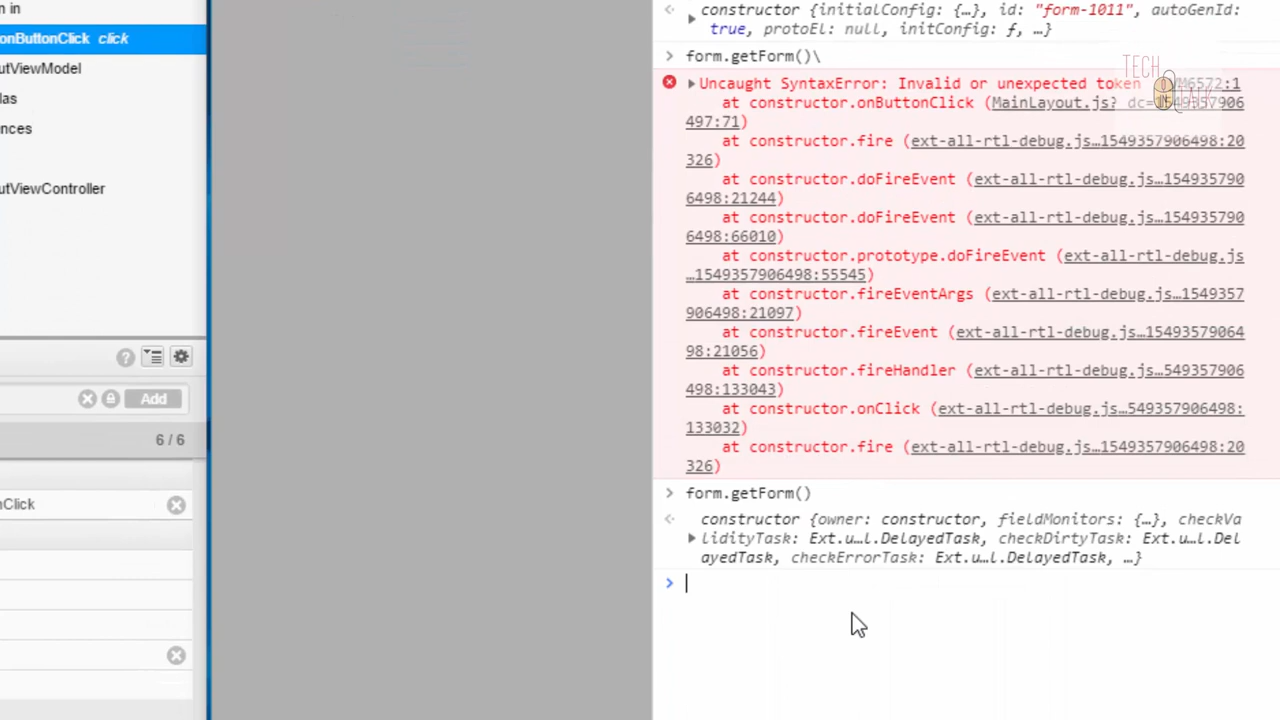 n in
onButtonClick click
utViewModel
las
nces
utViewController
Add
6 / 6
nClick
constructor {initialConfig: {…}, id: "form-1011", autoGenId:
true, protoEl: null, initConfig: ƒ, …}
form.getForm()\
Uncaught SyntaxError: Invalid or unexpected token M6572:1
at constructor.onButtonClick (MainLayout.js?_dc=1549357906
497:71)
at constructor.fire (ext-all-rtl-debug.js…1549357906498:20
326)
at constructor.doFireEvent (ext-all-rtl-debug.js…154935790
6498:21244)
at constructor.doFireEvent (ext-all-rtl-debug.js…154935790
6498:66010)
at constructor.prototype.doFireEvent (ext-all-rtl-debug.js
…1549357906498:55545)
at constructor.fireEventArgs (ext-all-rtl-debug.js…1549357
906498:21097)
at constructor.fireEvent (ext-all-rtl-debug.js…15493579064
98:21056)
at constructor.fireHandler (ext-all-rtl-debug.js…549357906
498:133043)
at constructor.onClick (ext-all-rtl-debug.js…549357906498:
133032)
at constructor.fire (ext-all-rtl-debug.js…1549357906498:20
326)
form.getForm()
constructor {owner: constructor, fieldMonitors: {…}, checkVa
lidityTask: Ext.u…l.DelayedTask, checkDirtyTask: Ext.u…l.Del
ayedTask, checkErrorTask: Ext.u…l.DelayedTask, …}
TECH
TALK